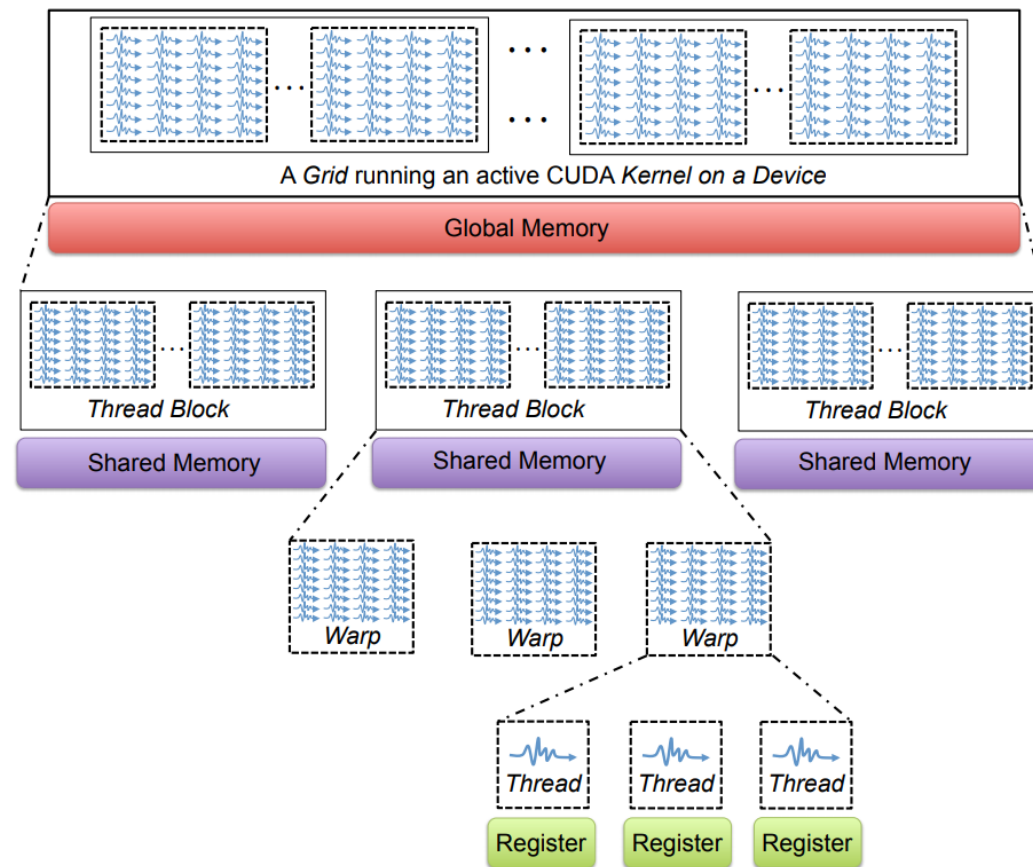 A Grid running an active CUDA Kernel on a Device
Global Memory
Thread Block
Thread Block
Thread Block
Shared Memory
Shared Memory
Shared Memory
Warp
Warp
Warp
Thread
Thread
Thread
Register
Register
Register